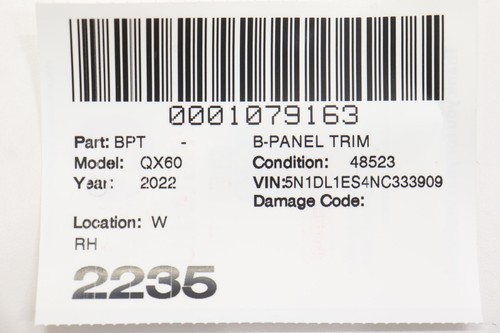 0001079163
Part: BPT - B-PANEL TRIM
Model: QX60 Condition: 48523
Year: 2022 VIN:5N1DL1ES4NC333909
Damage Code:
Location: W
RH
2235